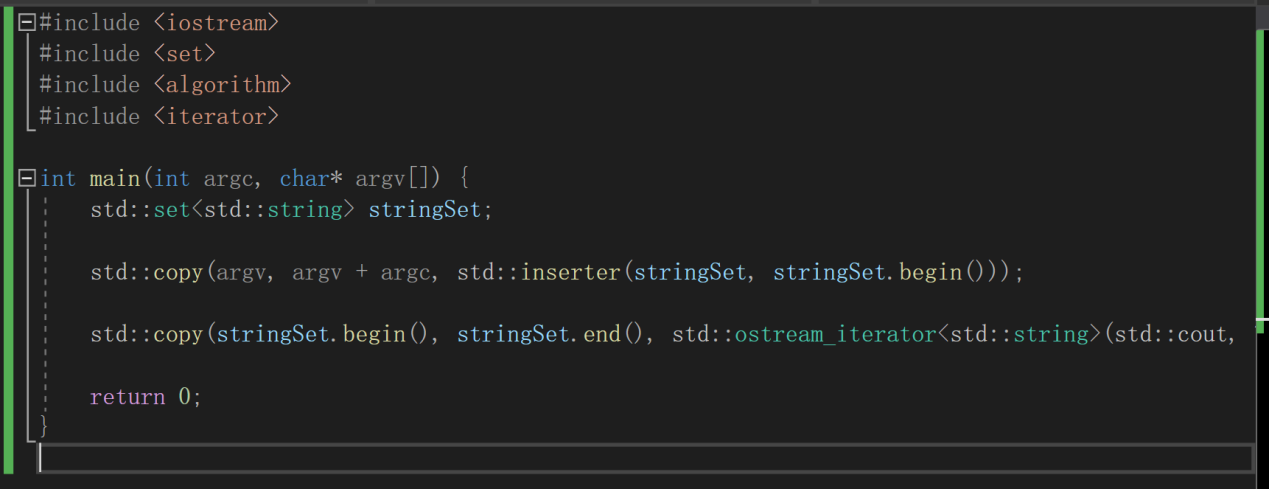 #include <iostream>
#include <set>
#include <algorithm>
#include <iterator>
int main(int argc, char* argv[]) {
std::set<std::string> stringSet;
std::copy(argv, argv + argc, std::inserter(stringSet, stringSet.begin()));
std::copy(stringSet.begin(), stringSet.end(), std::ostream_iterator<std::string>(std::cout,
return 0;
}